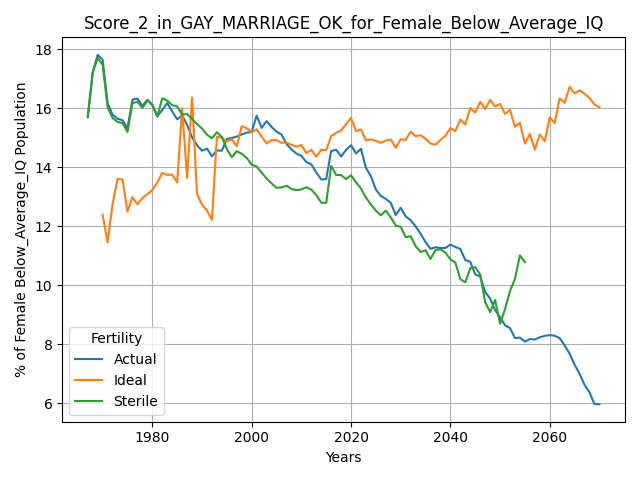 Score_2_in_GAY_MARRIAGE_OK_for_Female_Below_Average_IQ
% of Female Below_Average_IQ Population
18
16
14
12
10
8
6
Fertility
Actual
Ideal
Sterile
1980
2000
2020
2040
2060
Years